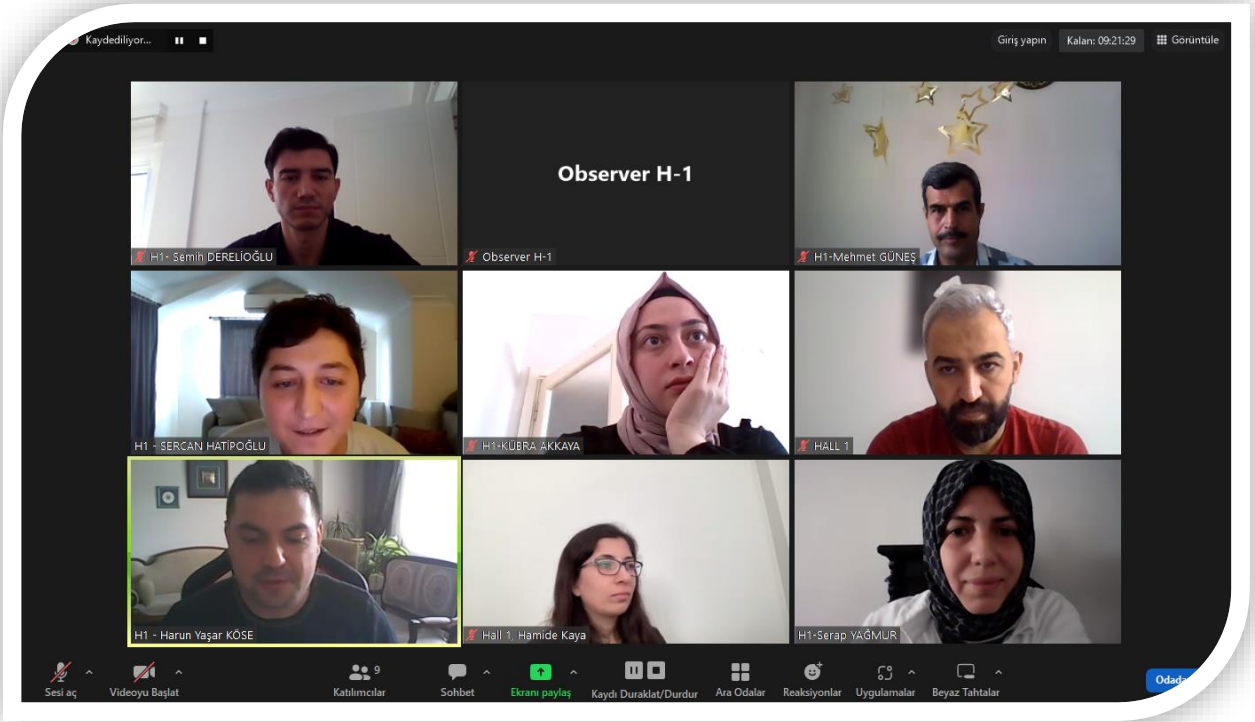 Kaydediliyor...
Giriş yapın
Kalan: 09:21:29
Görüntüle
Observer H-1
H1- Semih DERELİOĞLU
Observer H-1
H1-Mehmet GÜNEŞ
H1 - SERCAN HATİPOĞLU
H1-KÜBRA AKKAYA
HALL 1
H1 - Harun Yaşar KÖSE
Hall 1, Hamide Kaya
H1-Serap YAĞMUR
9
Sesi aç
Videoyu Başlat
Katılımcılar
Sohbet
Ekranı paylaş
Kaydı Duraklat/Durdur
Ara Odalar
Reaksiyonlar
Uygulamalar
Beyaz Tahtalar